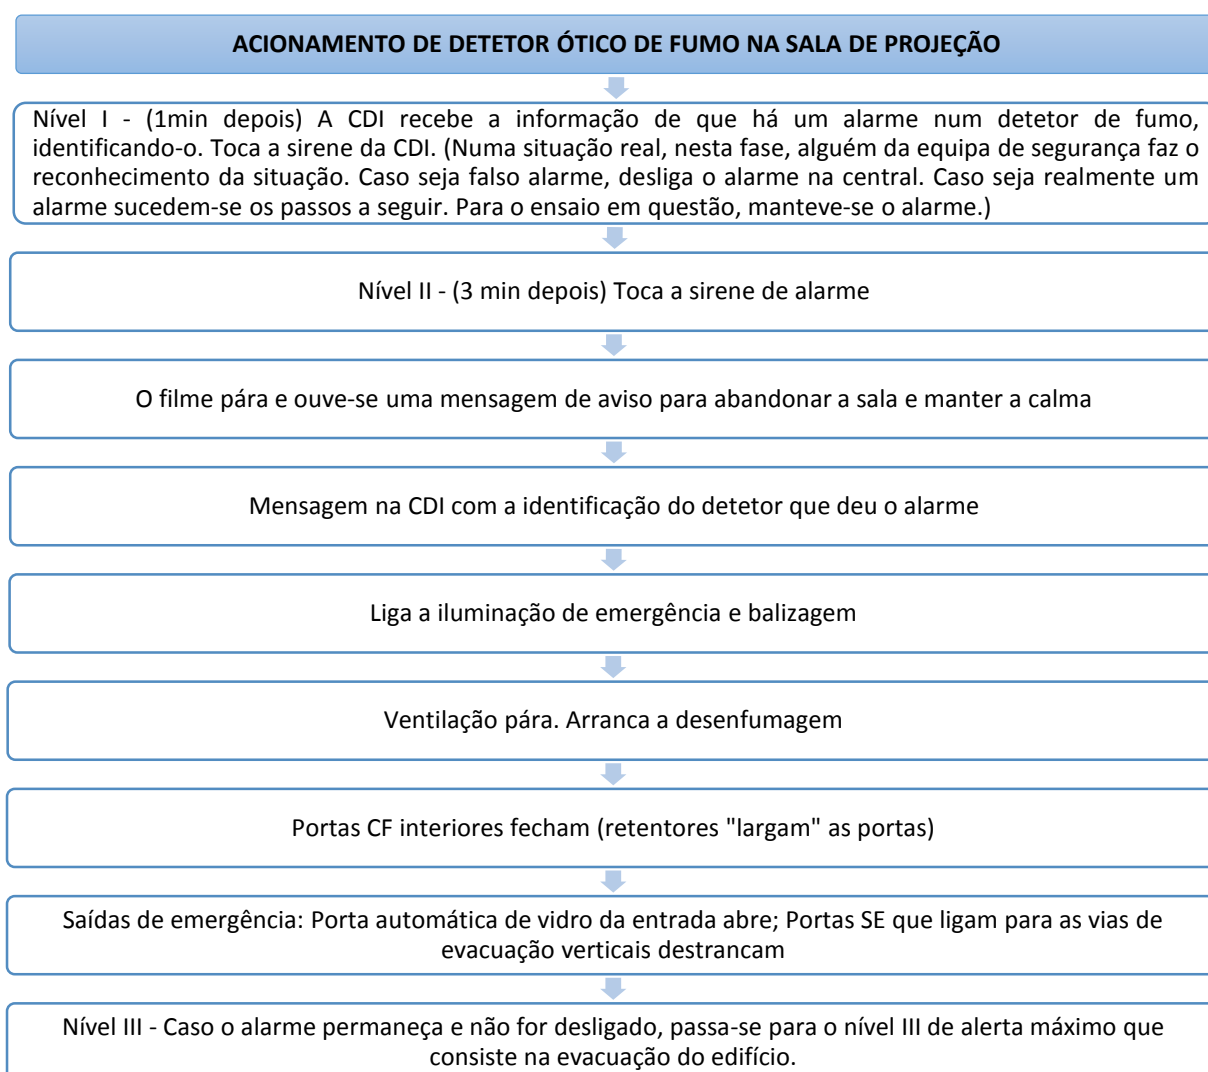 ACIONAMENTO DE DETETOR ÓTICO DE FUMO NA SALA DE PROJEÇÃO
Nível I - (1min depois) A CDI recebe a informação de que há um alarme num detetor de fumo,
identificando-o. Toca a sirene da CDI. (Numa situação real, nesta fase, alguém da equipa de segurança faz o
reconhecimento da situação. Caso seja falso alarme, desliga o alarme na central. Caso seja realmente um
alarme sucedem-se os passos a seguir. Para o ensaio em questão, manteve-se o alarme.)
Nível II - (3 min depois) Toca a sirene de alarme
O filme pára e ouve-se uma mensagem de aviso para abandonar a sala e manter a calma
Mensagem na CDI com a identificação do detetor que deu o alarme
Liga a iluminação de emergência e balizagem
Ventilação pára. Arranca a desenfumagem
Portas CF interiores fecham (retentores "largam" as portas)
Saídas de emergência: Porta automática de vidro da entrada abre; Portas SE que ligam para as vias de
evacuação verticais destrancam
Nível III - Caso o alarme permaneça e não for desligado, passa-se para o nível III de alerta máximo que
consiste na evacuação do edifício.